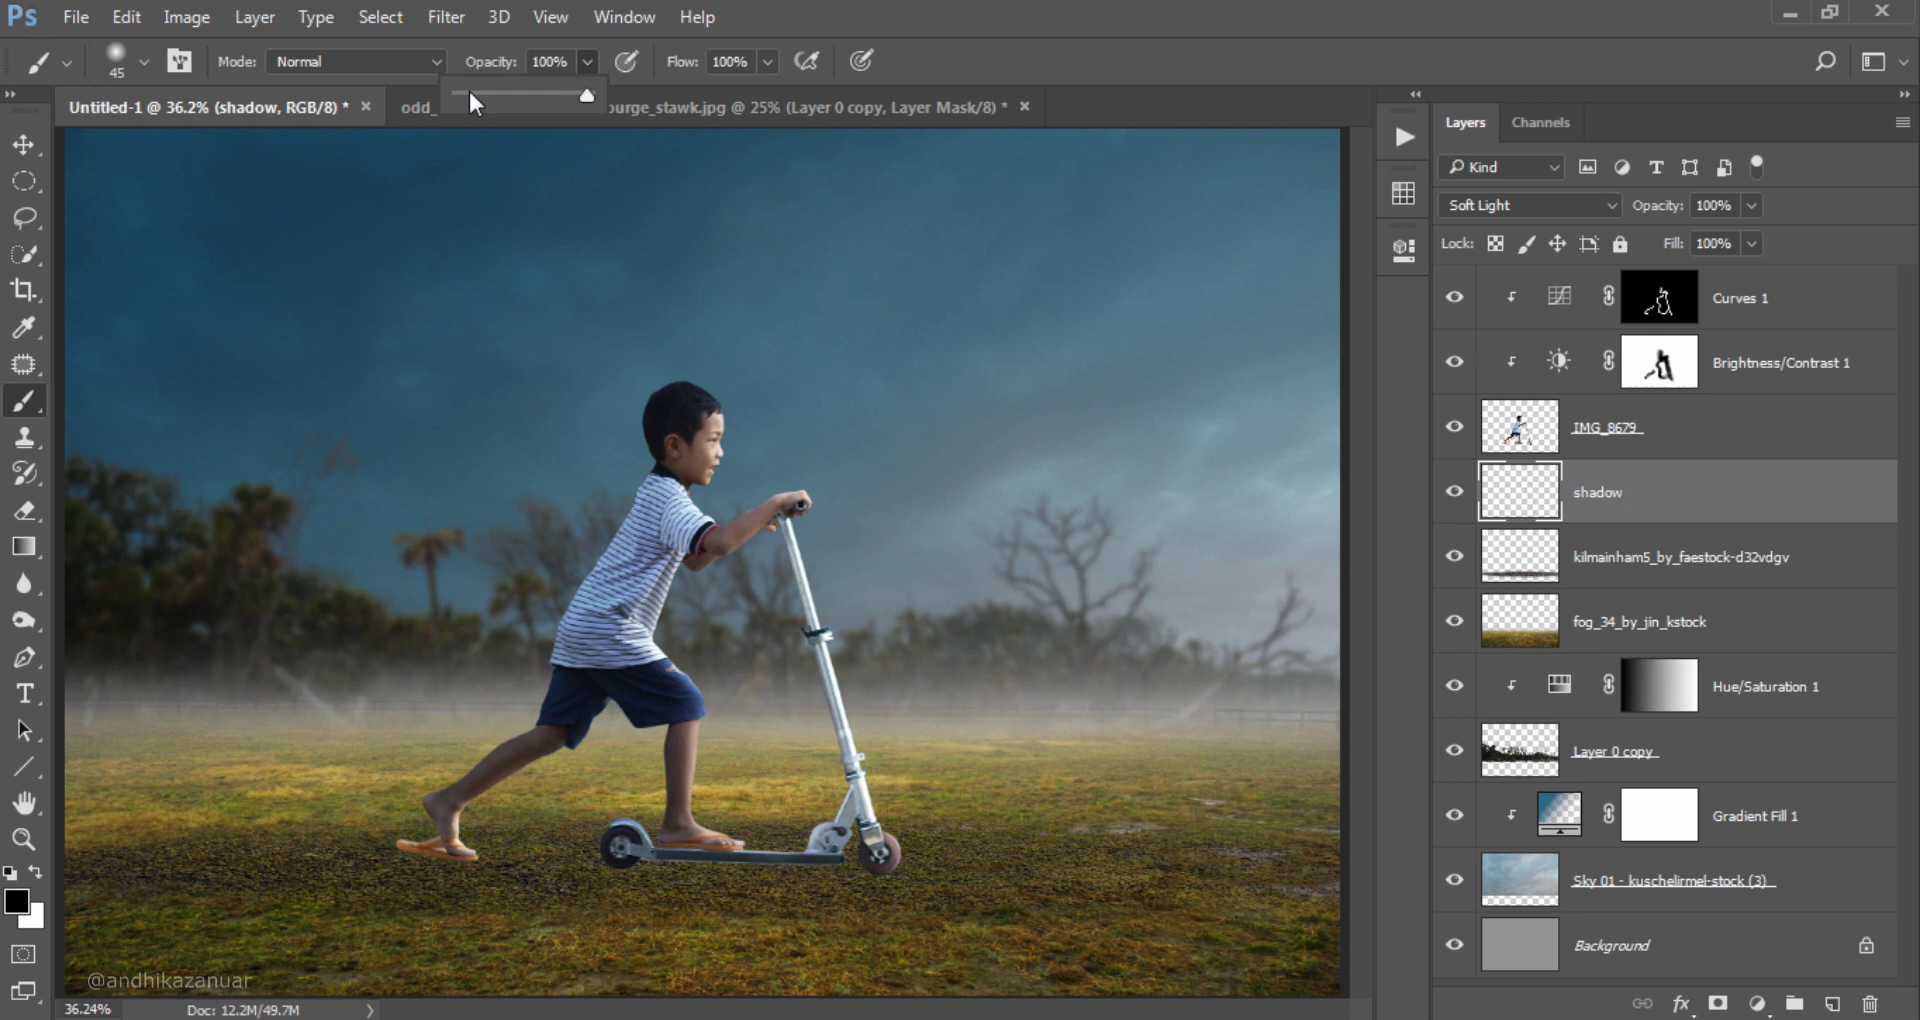 Ps File Edit Image Layer Type Select Filter 3D View Window Help
45 Mode: Normal Opacity: 100% Flow: 100%
Untitled-1 @ 36.2% (shadow, RGB/8) * × odd_ ourge_stawk.jpg @ 25% (Layer 0 copy, Layer Mask/8) * ×
Layers Channels
Kind
Soft Light Opacity: 100%
Lock: Fill: 100%
Curves 1
Brightness/Contrast 1
IMG_8679
shadow
kilmainham5_by_faestock-d32vdgv
fog_34_by_jin_kstock
Hue/Saturation 1
Layer 0 copy
Gradient Fill 1
Sky 01 - kuschelirmel-stock (3)
Background
@andhikazanuar
36.24% Doc: 12.2M/49.7M
fx